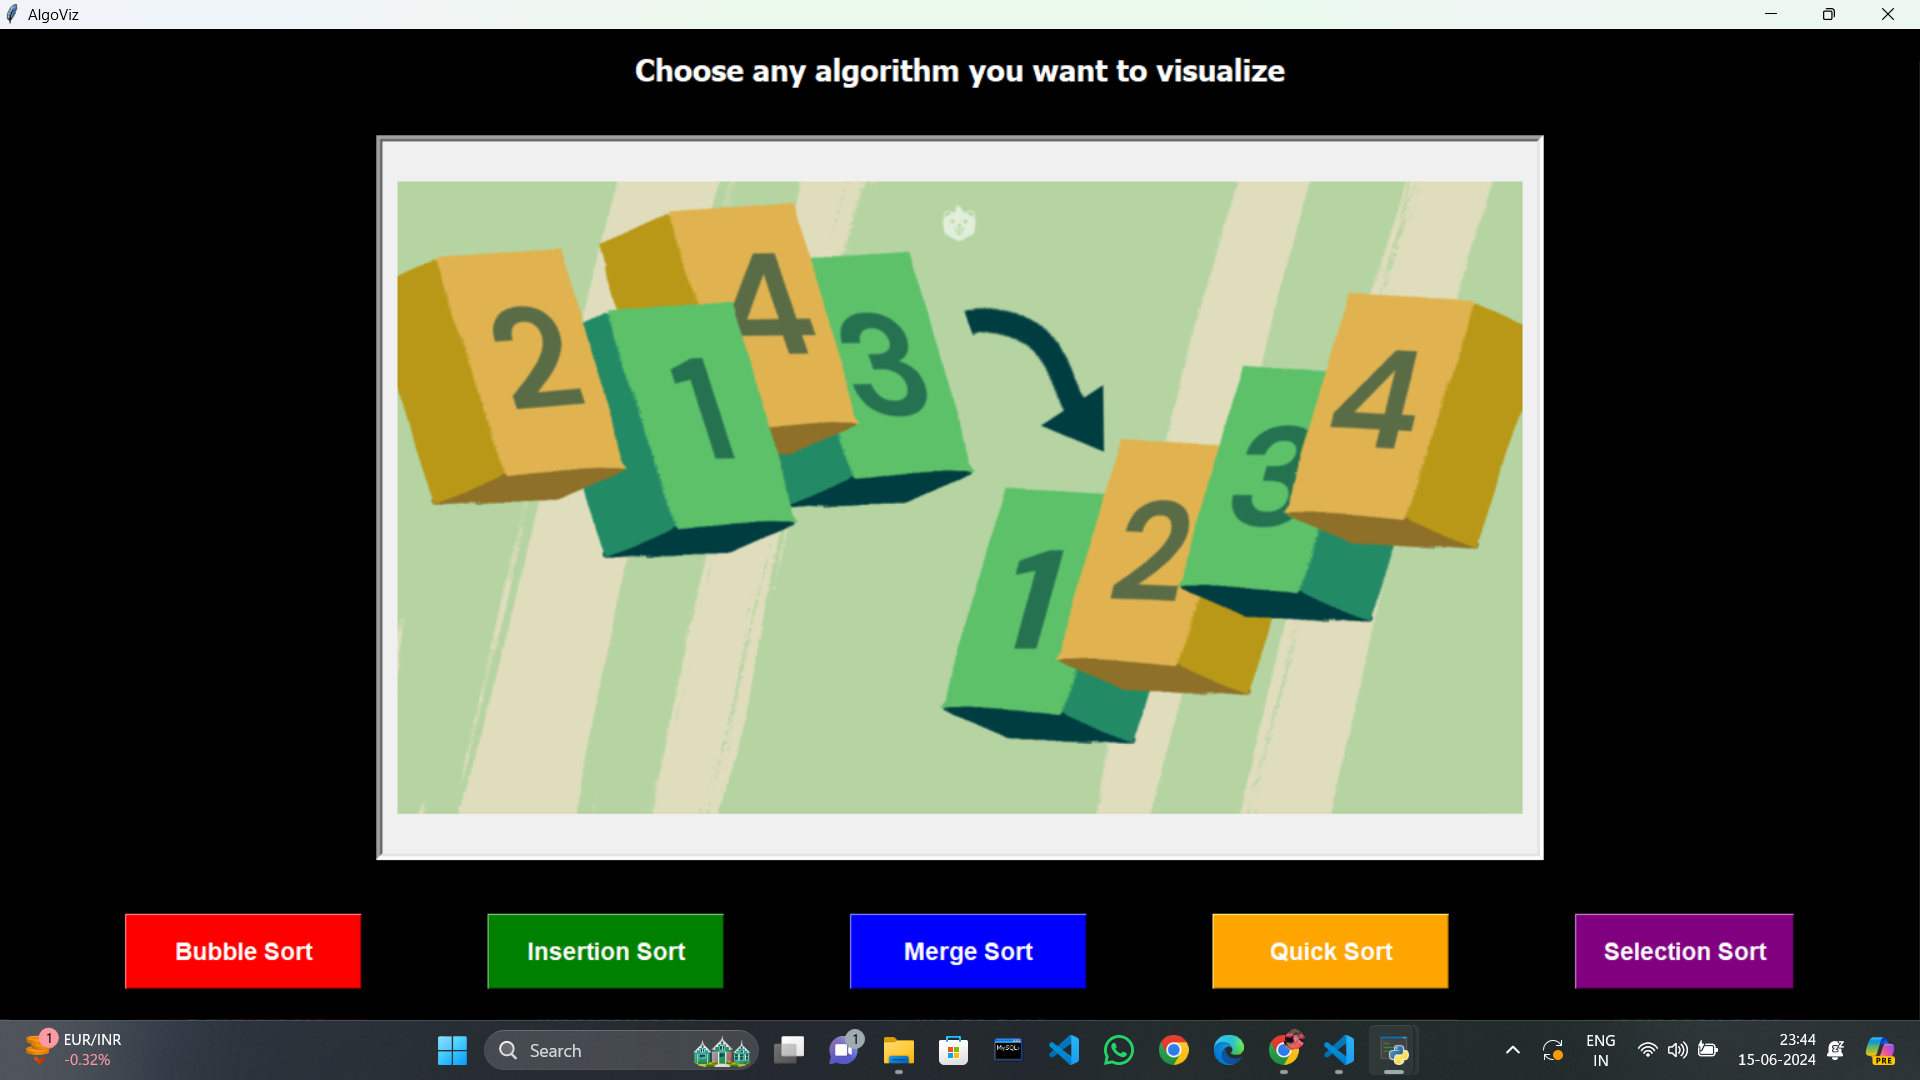 AlgoViz
Choose any algorithm you want to visualize
2
1
4
3
1
2
3
4
Bubble Sort
Insertion Sort
Merge Sort
Quick Sort
Selection Sort
1
EUR/INR
-0.32%
Search
1
MySQL
ENG
IN
23:44
15-06-2024
PRE